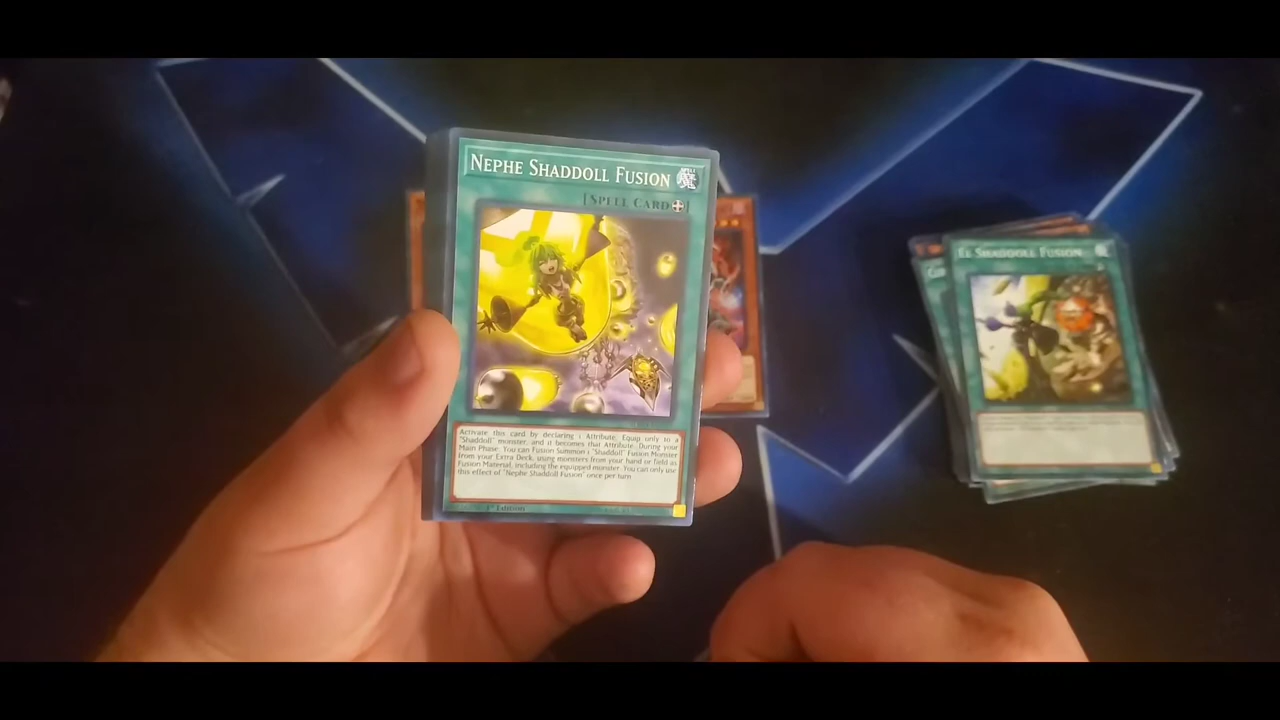 NEPHE SHADDOLL FUSION
[SPELL CARD]
Activate this card by declaring 1 Attribute. Equip only to a
"Shaddoll" monster, and it becomes that Attribute. During your
Main Phase: You can Fusion Summon 1 "Shaddoll" Fusion Monster
from your Extra Deck, using monsters from your hand or field as
Fusion Material, including the equipped monster. You can only use
this effect of "Nephe Shaddoll Fusion" once per turn.
1st Edition
EL SHADDOLL FUSION